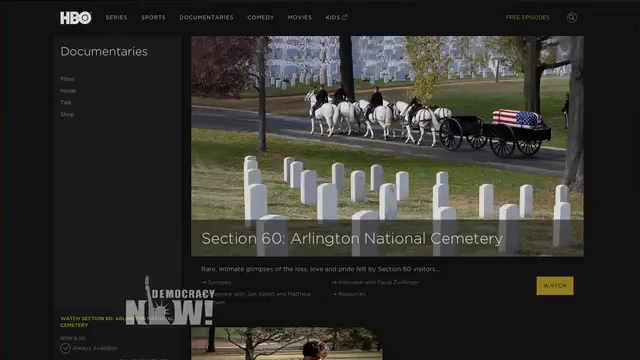 HBO SERIES SPORTS DOCUMENTARIES COMEDY MOVIES KIDS FREE EPISODES
Documentaries
Films
Inside
Talk
Shop
Section 60: Arlington National Cemetery
Rare, intimate glimpses of the loss, love and pride felt by Section 60 visitors...
Synopsis
Interview with Paula Zwillinger
with Jon Alpert and Matthew
Resources
WATCH
DEMOCRACY
NOW!
WATCH SECTION 60: ARLINGTON NATIONAL
CEMETERY
NOW & GO
Always Available